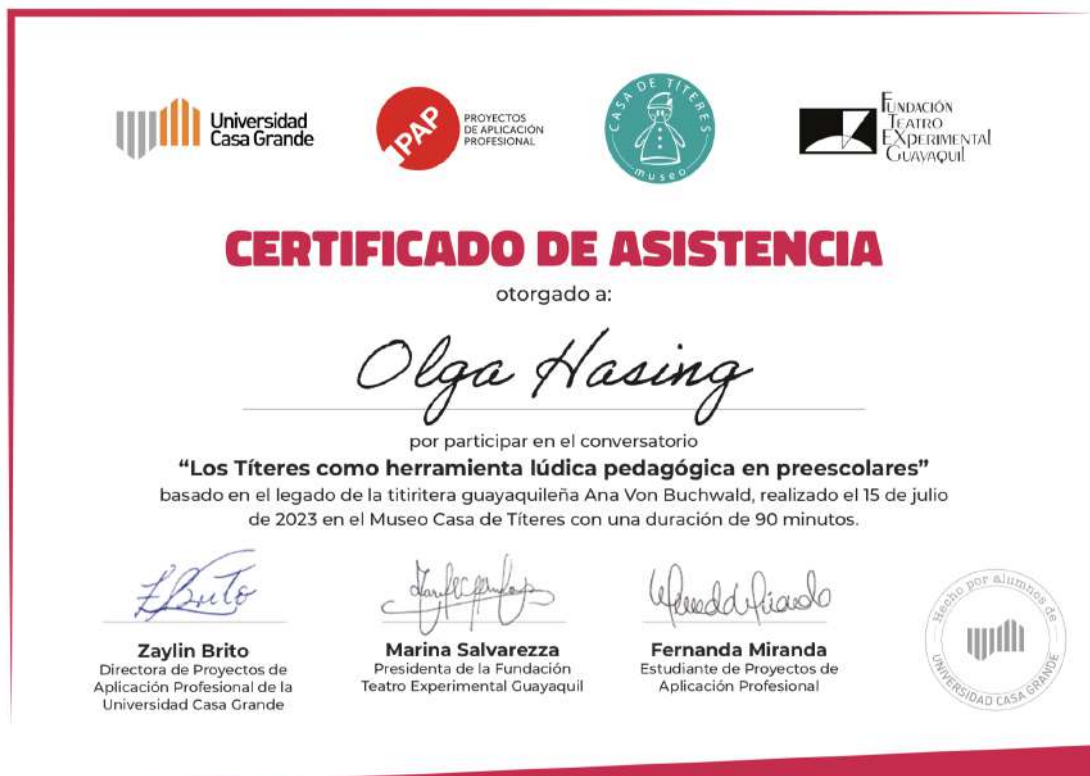 Universidad
Casa Grande
PAP
PROYECTOS
DE APLICACIÓN
PROFESIONAL
CASA DE TÍTERES
museo
FUNDACIÓN
TEATRO
EXPERIMENTAL
GUAYAQUIL
CERTIFICADO DE ASISTENCIA
otorgado a:
Olga Hasing
por participar en el conversatorio
“Los Títeres como herramienta lúdica pedagógica en preescolares”
basado en el legado de la titiritera guayaquileña Ana Von Buchwald, realizado el 15 de julio
de 2023 en el Museo Casa de Títeres con una duración de 90 minutos.
ZBrito
Zaylin Brito
Directora de Proyectos de
Aplicación Profesional de la
Universidad Casa Grande
Marina Salvarezza
Presidenta de la Fundación
Teatro Experimental Guayaquil
Fernanda Miranda
Estudiante de Proyectos de
Aplicación Profesional
Hecho por alumnos de
UNIVERSIDAD CASA GRANDE